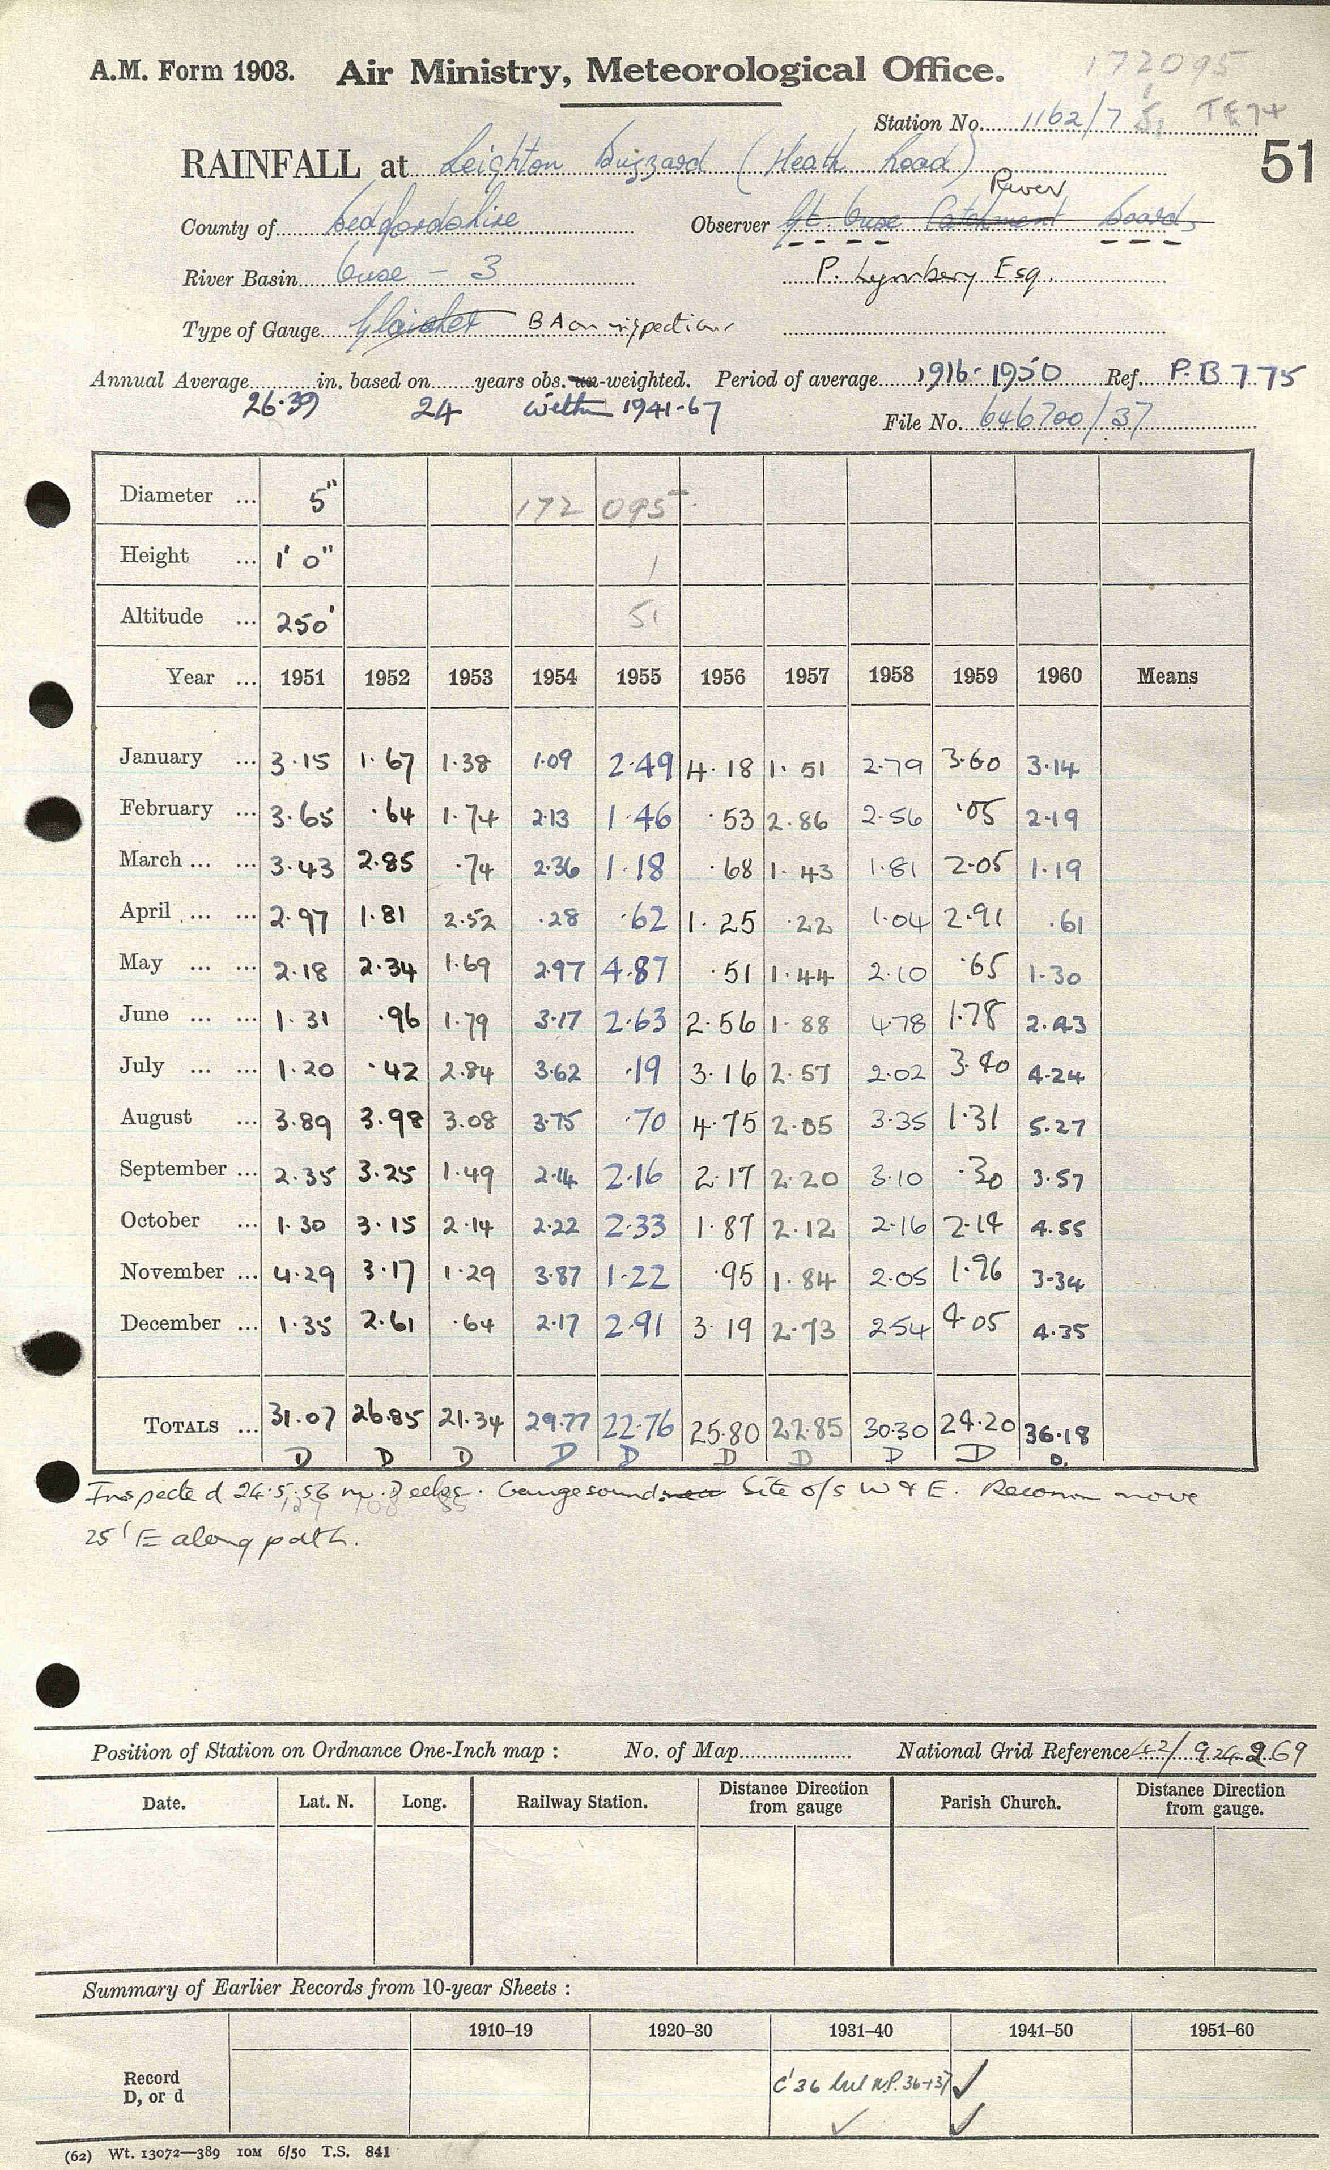 172095
A.M. Form 1903. Air Ministry, Meteorological Office.
Station No. 1162/7 TE74
51
RAINFALL at Leighton Buzzard (Heath Road)
River
County of Bedfordshire Observer Gt. Ouse Catchment Board
River Basin Ouse - 3 P. Lymbery Esq.
Type of Gauge Glaisher BA on inspection
Annual Average in. based on years obs. un-weighted. Period of average 1916-1950 Ref. P.B 775
26.39 24 within 1941-67
File No. 646700/37
Diameter ... 5" 172 095
Height ... 1' 0" 1
Altitude ... 250' 51
Year ... 1951 1952 1953 1954 1955 1956 1957 1958 1959 1960 Means
January ... 3.15 1.67 1.38 1.09 2.49 4.18 1.51 2.79 3.60 3.14
February ... 3.65 .64 1.74 2.13 1.46 .53 2.86 2.56 .05 2.19
March ... ... 3.43 2.85 .74 2.36 1.18 .68 1.43 1.81 2.05 1.19
April ... ... 2.97 1.81 2.52 .28 .62 1.25 .22 1.04 2.91 .61
May ... ... 2.18 2.34 1.69 2.97 4.87 .51 1.44 2.10 .65 1.30
June ... ... 1.31 .96 1.79 3.17 2.63 2.56 1.88 4.78 1.78 2.43
July ... ... 1.20 .42 2.84 3.62 .19 3.16 2.57 2.02 3.40 4.24
August ... 3.89 3.98 3.08 3.75 .70 4.75 2.05 3.35 1.31 5.27
September ... 2.35 3.25 1.49 2.14 2.16 2.17 2.20 3.10 .30 3.57
October ... 1.30 3.15 2.14 2.22 2.33 1.87 2.12 2.16 2.14 4.55
November ... 4.29 3.17 1.29 3.87 1.22 .95 1.84 2.05 1.96 3.34
December ... 1.35 2.61 .64 2.17 2.91 3.19 2.73 2.54 4.05 4.35
TOTALS ... 31.07 26.85 21.34 29.77 22.76 25.80 22.85 30.30 24.20 36.18
D D D D D D D D D D.
Inspected 24.5.56 Gauge sound. Site o/s W & E. Recomm move
25' E along path.
Position of Station on Ordnance One-Inch map : No. of Map National Grid Reference 42/ 924 269
Date. Lat. N. Long. Railway Station. Distance from gauge Direction Parish Church. Distance from gauge. Direction
Summary of Earlier Records from 10-year Sheets :
1910–19 1920–30 1931–40 1941–50 1951–60
Record D, or d
(62) Wt. 13072—389 10M 6/50 T.S. 841